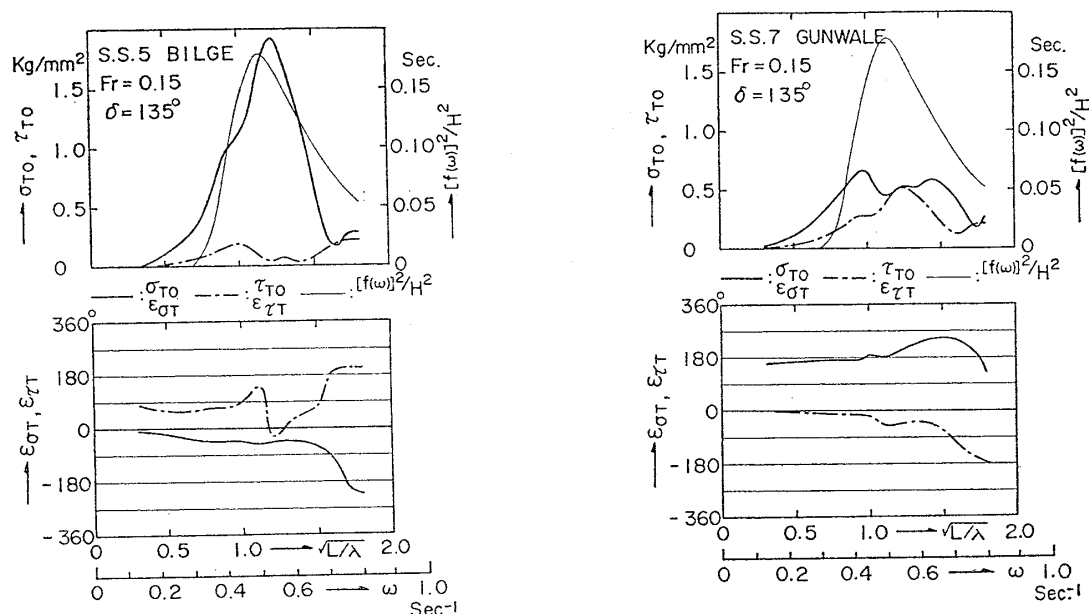 Kg/mm²
S.S.5 BILGE
Fr = 0.15
δ = 135°
Sec.
1.5
1.0
0.5
0
0.15
0.10
0.05
0
→ σTO, τTO
→ [f(ω)]²/H²
—— : σTO εσT —·— : τTO ετT —— : [f(ω)]²/H²
360°
180
0
-180
-360
→ εσT, ετT
0 0.5 1.0 → √L/λ 2.0
0 0.2 0.4 0.6 → ω 1.0
Sec⁻¹
Kg/mm²
S.S.7 GUNWALE
Fr = 0.15
δ = 135°
Sec.
1.5
1.0
0.5
0
0.15
0.10
0.05
0
→ σTO, τTO
→ [f(ω)]²/H²
—— : σTO εσT —·— : τTO ετT —— : [f(ω)]²/H²
360°
180
0
-180
-360
→ εσT, ετT
0 0.5 1.0 → √L/λ 2.0
0 0.2 0.4 0.6 → ω 1.0
Sec⁻¹